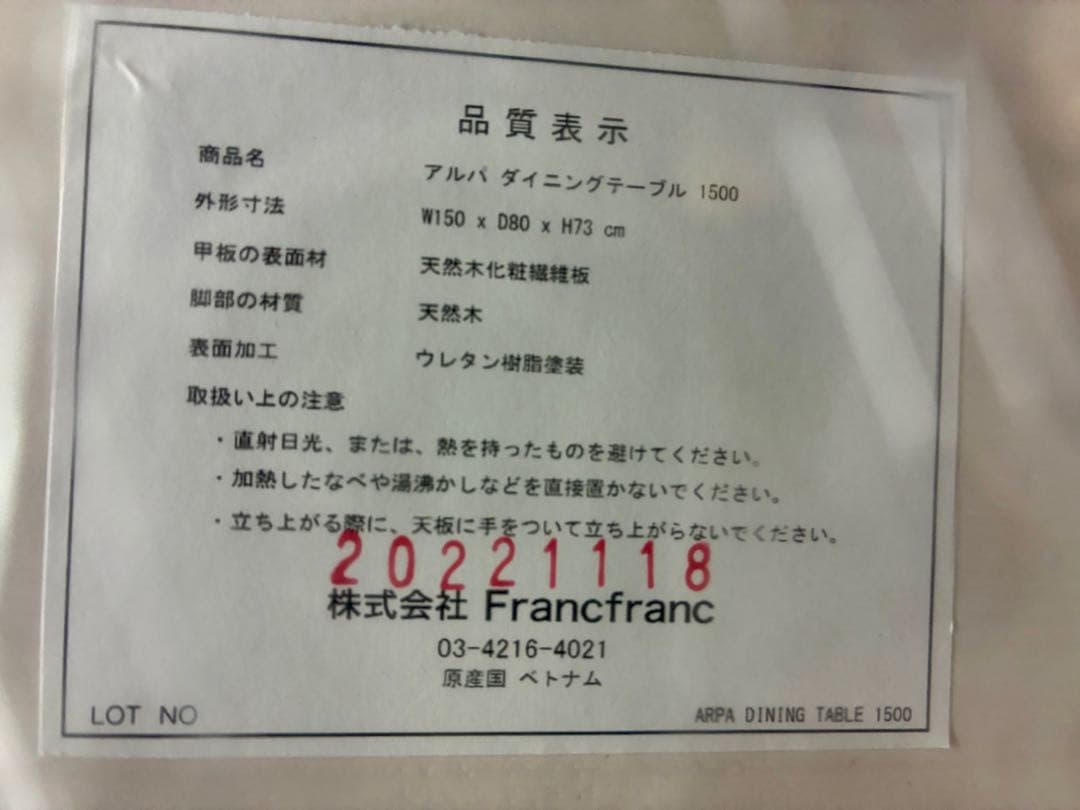 品質表示
商品名 アルパ ダイニングテーブル 1500
外形寸法 W150 x D80 x H73 cm
甲板の表面材 天然木化粧繊維板
脚部の材質 天然木
表面加工 ウレタン樹脂塗装
取扱い上の注意
・直射日光、または、熱を持ったものを避けてください。
・加熱したなべや湯沸かしなどを直接置かないでください。
・立ち上がる際に、天板に手をついて立ち上がらないでください。
20221118
株式会社 Francfranc
03-4216-4021
原産国 ベトナム
LOT NO ARPA DINING TABLE 1500